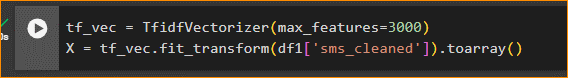 tf_vec = TfidfVectorizer(max_features=3000)
X = tf_vec.fit_transform(df1['sms_cleaned']).toarray()